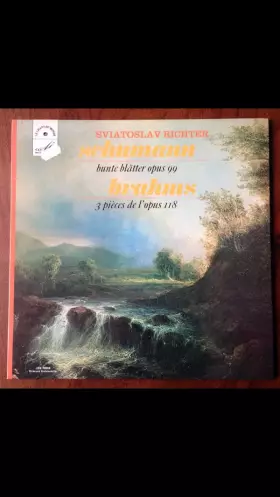 SVIATOSLAV RICHTER
schumann
bunte blätter opus 99
brahms
3 pièces de l'opus 118